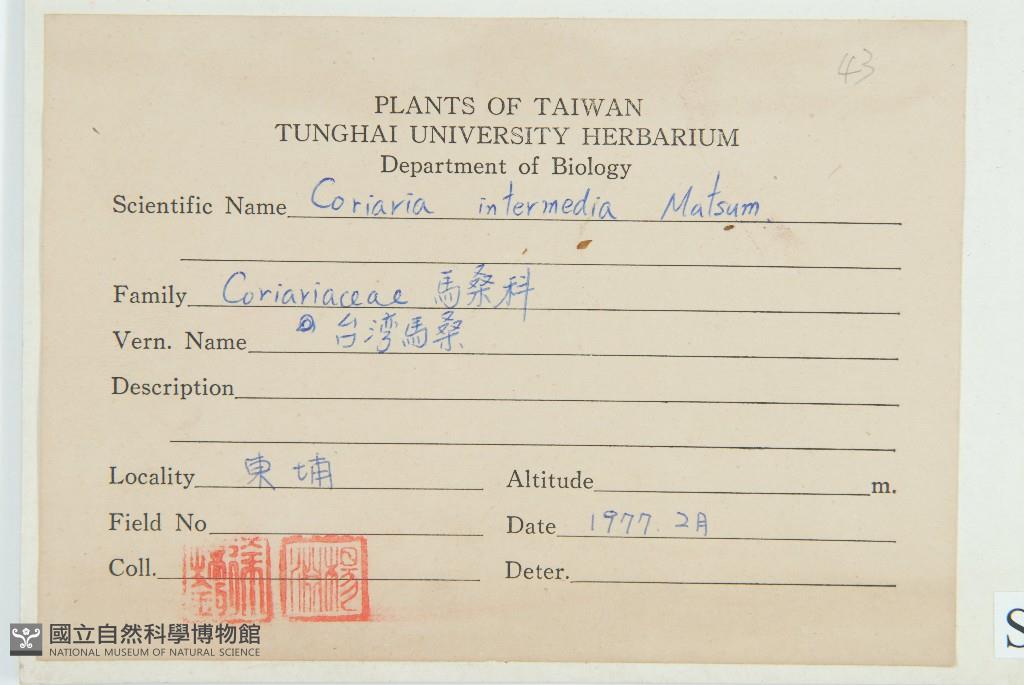 43
PLANTS OF TAIWAN
TUNGHAI UNIVERSITY HERBARIUM
Department of Biology
Scientific Name Coriaria intermedia Matsum.
Family Coriariaceae 馬桑科
Vern. Name 台湾馬桑
Description
Locality 東埔
Altitude m.
Field No
Date 1977. 2月
Coll.
Deter.
國立自然科學博物館
NATIONAL MUSEUM OF NATURAL SCIENCE
S